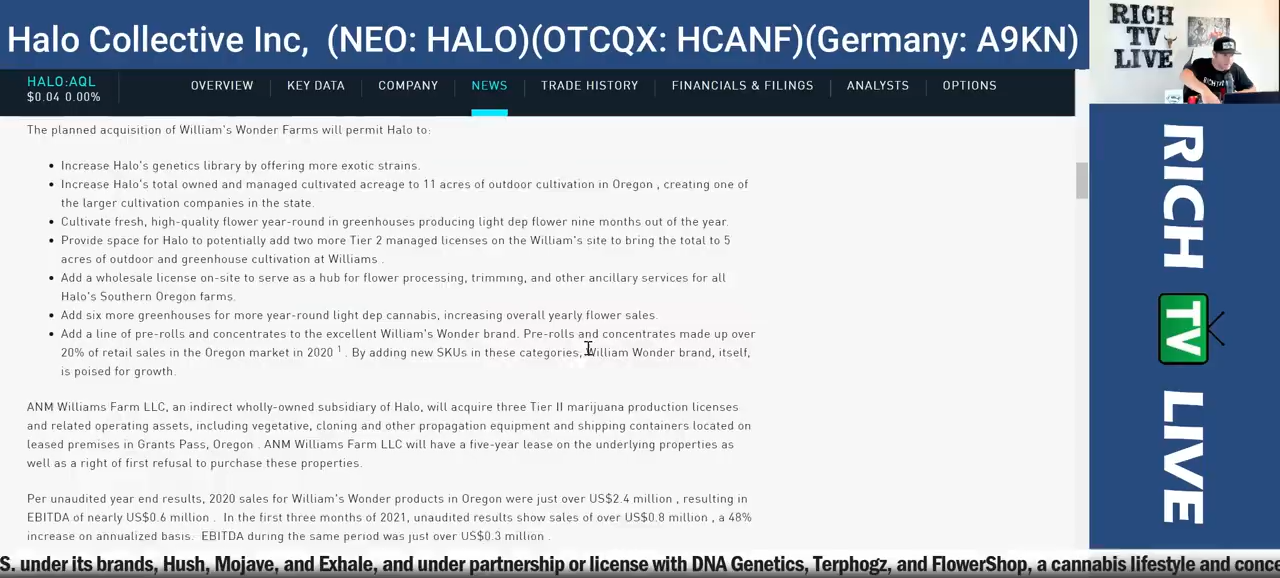 Halo Collective Inc, (NEO: HALO)(OTCQX: HCANF)(Germany: A9KN)
RICH
TV
LIVE
HALO:AQL
$0.04 0.00%
OVERVIEW KEY DATA COMPANY NEWS TRADE HISTORY FINANCIALS & FILINGS ANALYSTS OPTIONS
The planned acquisition of William's Wonder Farms will permit Halo to:
• Increase Halo's genetics library by offering more exotic strains.
• Increase Halo's total owned and managed cultivated acreage to 11 acres of outdoor cultivation in Oregon , creating one of
the larger cultivation companies in the state.
• Cultivate fresh, high-quality flower year-round in greenhouses producing light dep flower nine months out of the year.
• Provide space for Halo to potentially add two more Tier 2 managed licenses on the William's site to bring the total to 5
acres of outdoor and greenhouse cultivation at Williams .
• Add a wholesale license on-site to serve as a hub for flower processing, trimming, and other ancillary services for all
Halo's Southern Oregon farms.
• Add six more greenhouses for more year-round light dep cannabis, increasing overall yearly flower sales.
• Add a line of pre-rolls and concentrates to the excellent William's Wonder brand. Pre-rolls and concentrates made up over
20% of retail sales in the Oregon market in 2020 1 . By adding new SKUs in these categories, William Wonder brand, itself,
is poised for growth.
ANM Williams Farm LLC, an indirect wholly-owned subsidiary of Halo, will acquire three Tier II marijuana production licenses
and related operating assets, including vegetative, cloning and other propagation equipment and shipping containers located on
leased premises in Grants Pass, Oregon . ANM Williams Farm LLC will have a five-year lease on the underlying properties as
well as a right of first refusal to purchase these properties.
Per unaudited year end results, 2020 sales for William's Wonder products in Oregon were just over US$2.4 million , resulting in
EBITDA of nearly US$0.6 million . In the first three months of 2021, unaudited results show sales of over US$0.8 million , a 48%
increase on annualized basis. EBITDA during the same period was just over US$0.3 million .
RICH
TV
LIVE
S. under its brands, Hush, Mojave, and Exhale, and under partnership or license with DNA Genetics, Terphogz, and FlowerShop, a cannabis lifestyle and conce